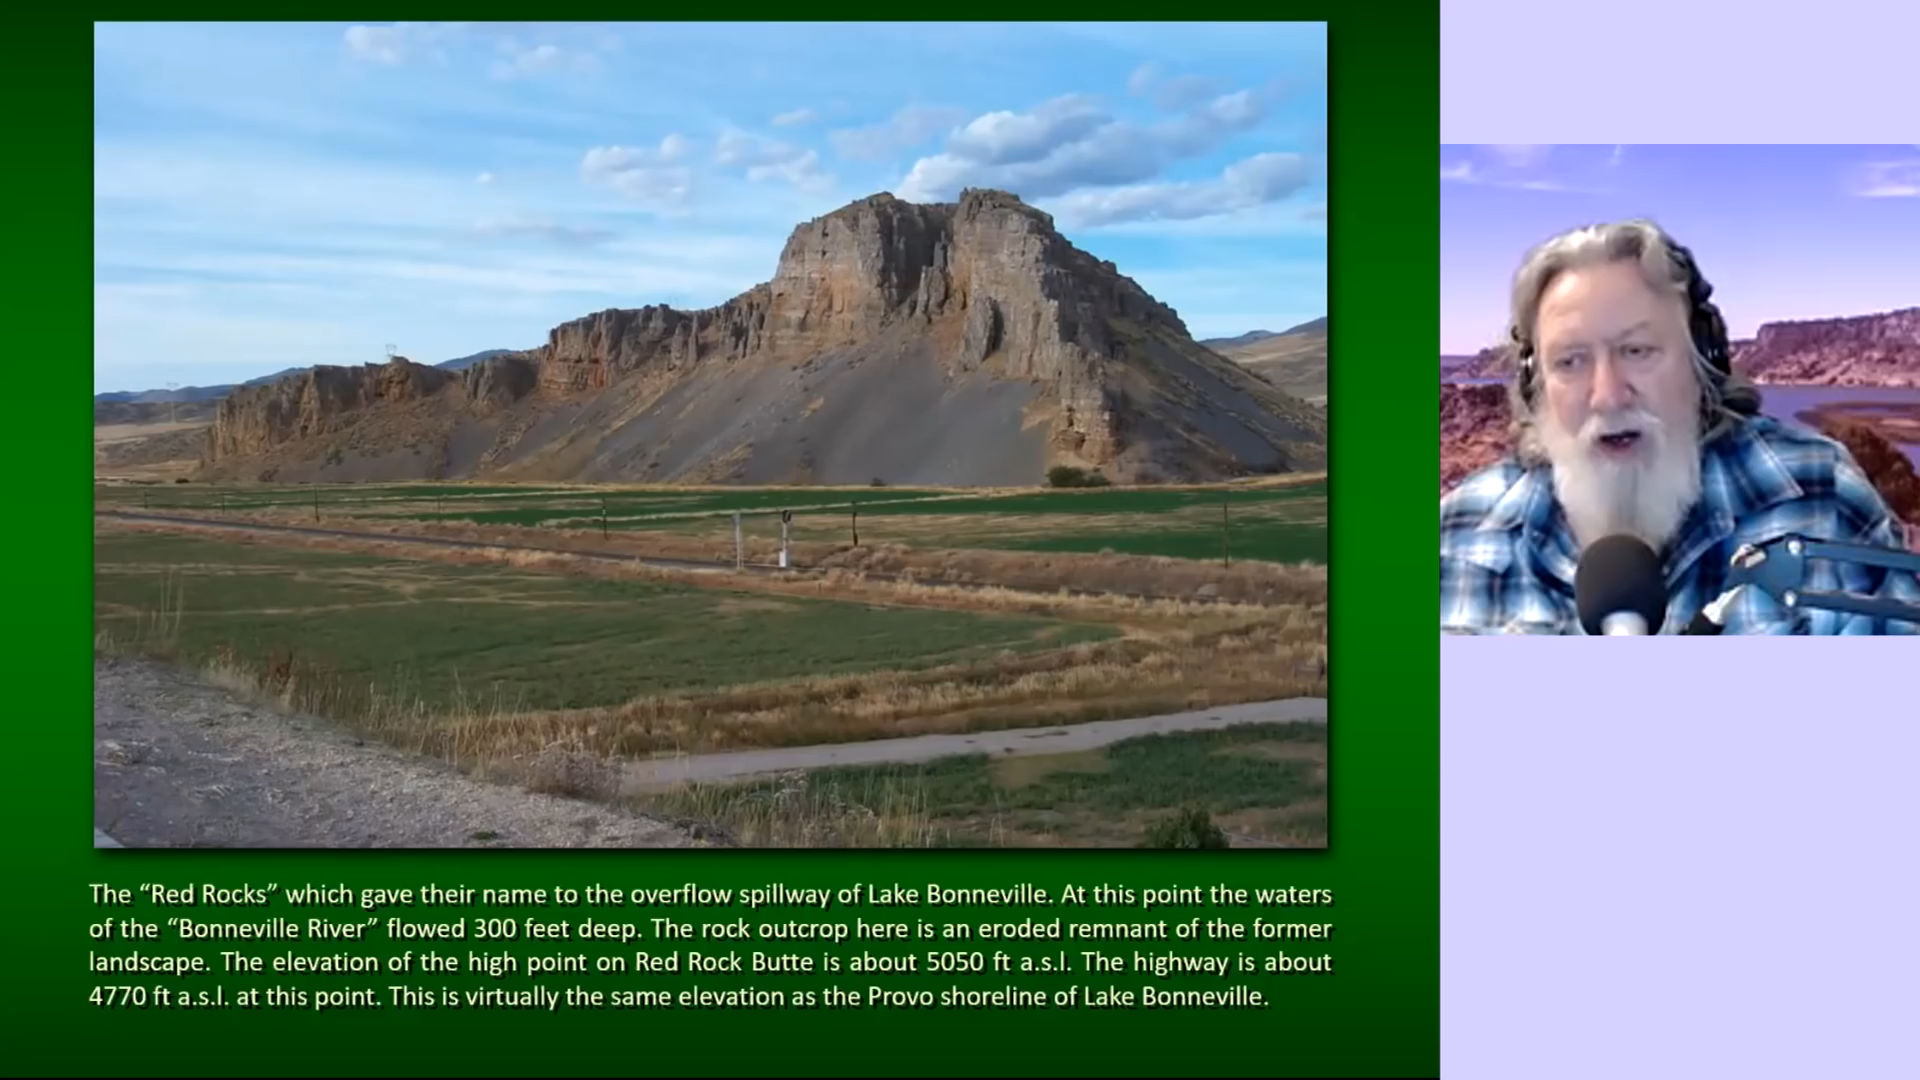 The “Red Rocks” which gave their name to the overflow spillway of Lake Bonneville. At this point the waters
of the “Bonneville River” flowed 300 feet deep. The rock outcrop here is an eroded remnant of the former
landscape. The elevation of the high point on Red Rock Butte is about 5050 ft a.s.l. The highway is about
4770 ft a.s.l. at this point. This is virtually the same elevation as the Provo shoreline of Lake Bonneville.